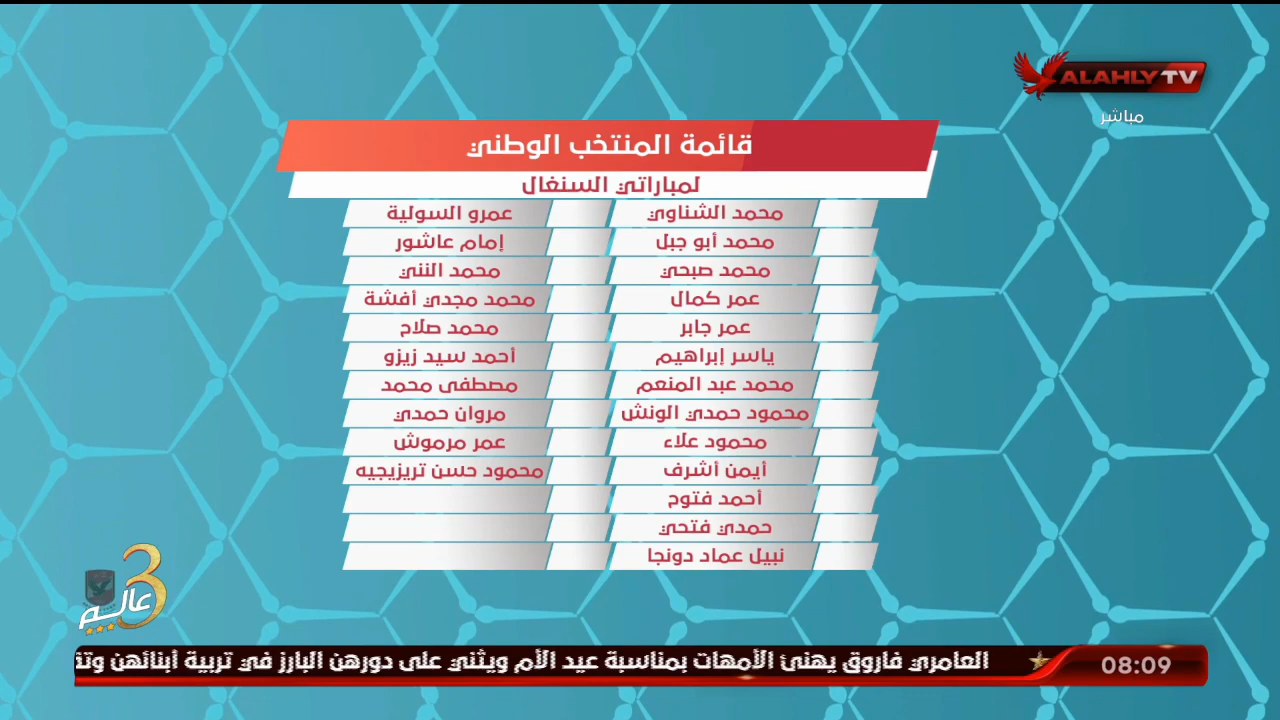 ALAHLY TV
مباشر
قائمة المنتخب الوطني
لمباراتي السنغال
محمد الشناوي
محمد أبو جبل
محمد صبحي
عمر كمال
عمر جابر
ياسر إبراهيم
محمد عبد المنعم
محمود حمدي الونش
محمود علاء
أيمن أشرف
أحمد فتوح
حمدي فتحي
نبيل عماد دونجا
عمرو السولية
إمام عاشور
محمد النني
محمد مجدي أفشة
محمد صلاح
أحمد سيد زيزو
مصطفى محمد
مروان حمدي
عمر مرموش
محمود حسن تريزيجيه
3 عالـم
08:09
العامري فاروق يهنئ الأمهات بمناسبة عيد الأم ويثني على دورهن البارز في تربية أبنائهن